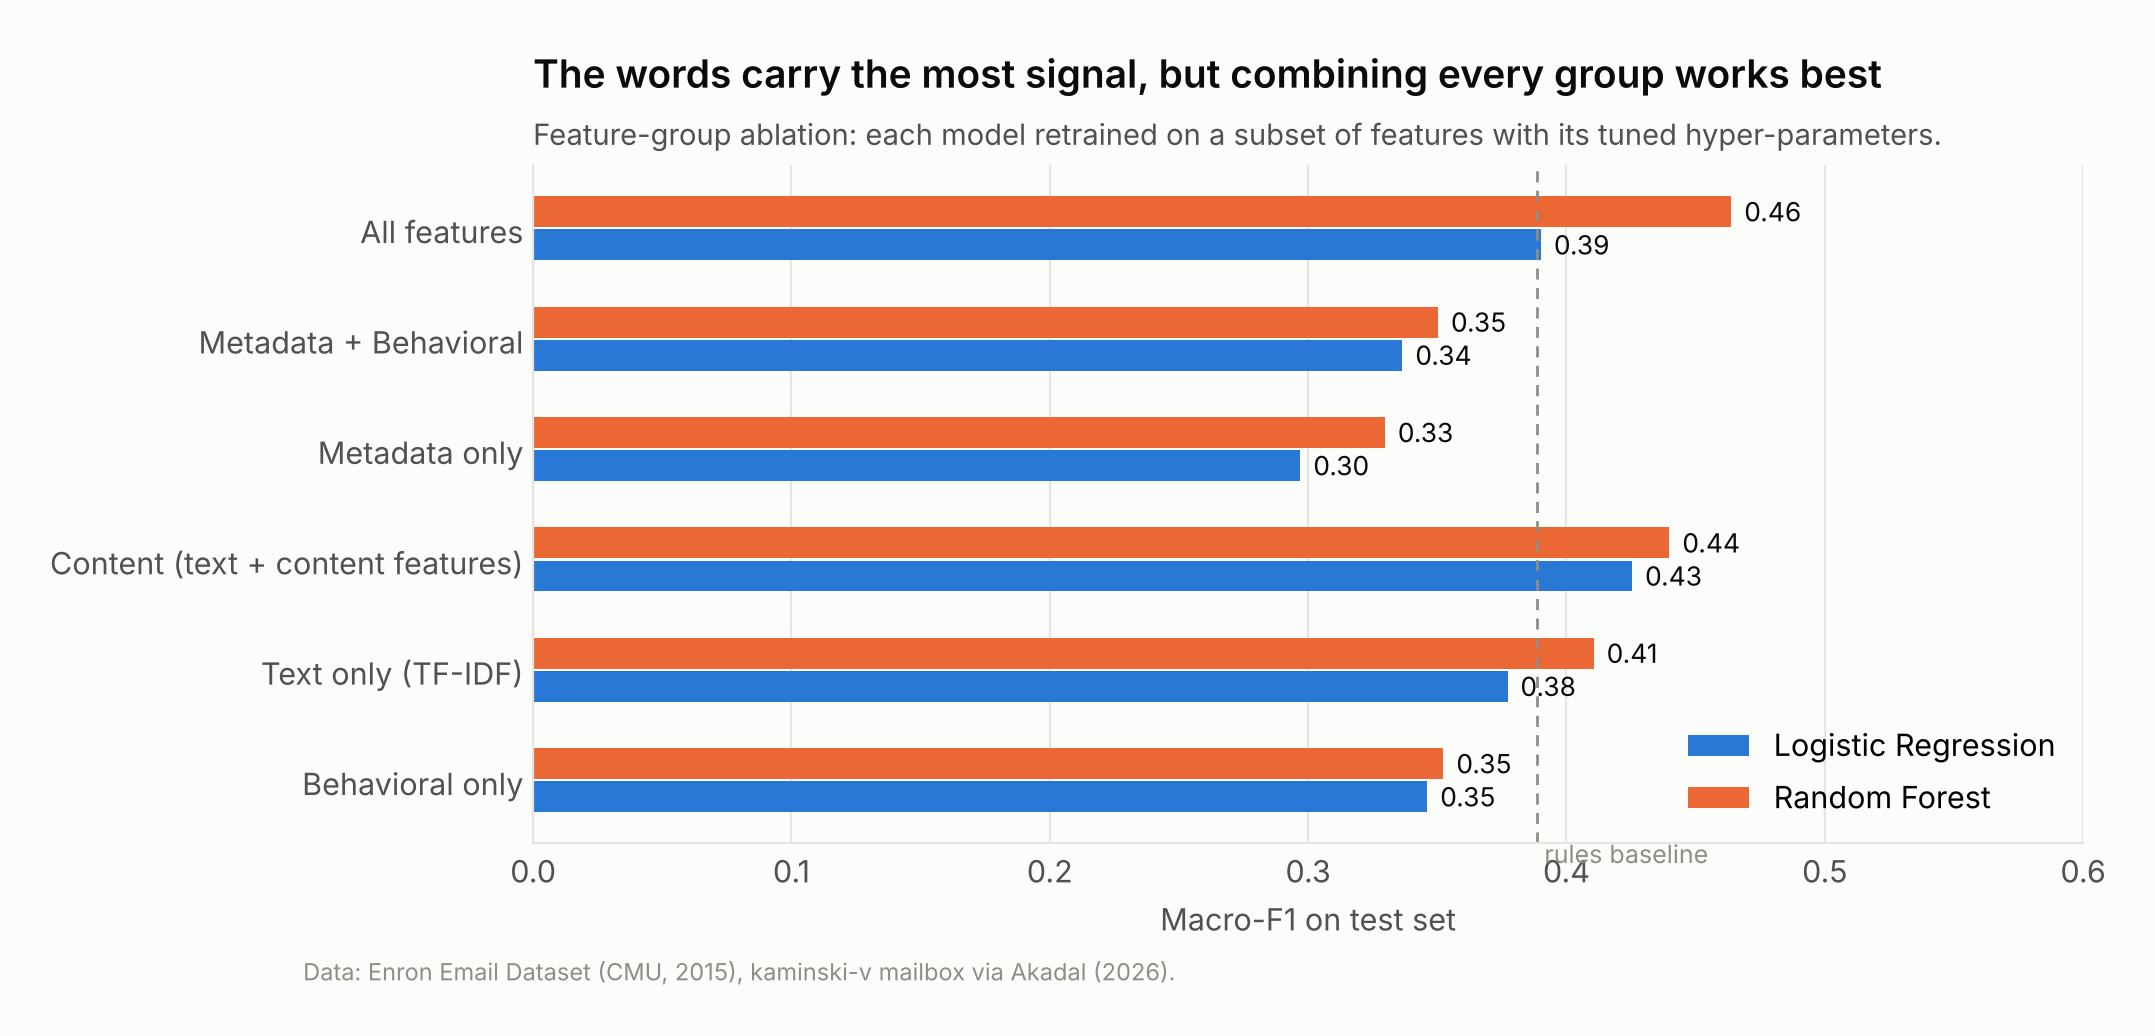 The words carry the most signal, but combining every group works best
Feature-group ablation: each model retrained on a subset of features with its tuned hyper-parameters.
All features
0.46
0.39
Metadata + Behavioral
0.35
0.34
Metadata only
0.33
0.30
Content (text + content features)
0.44
0.43
Text only (TF-IDF)
0.41
0.38
Behavioral only
0.35
0.35
Logistic Regression
Random Forest
rules baseline
0.0 0.1 0.2 0.3 0.4 0.5 0.6
Macro-F1 on test set
Data: Enron Email Dataset (CMU, 2015), kaminski-v mailbox via Akadal (2026).